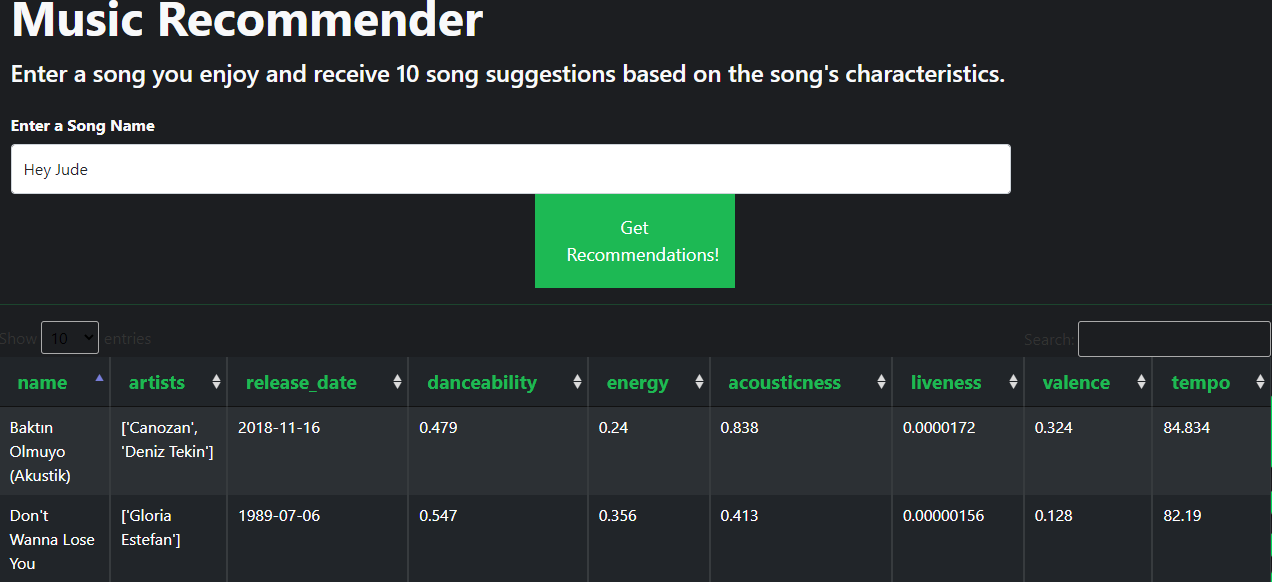 Music Recommender
Enter a song you enjoy and receive 10 song suggestions based on the song's characteristics.
Enter a Song Name
Hey Jude
Get
Recommendations!
Show 10 entries
Search:
name artists release_date danceability energy acousticness liveness valence tempo
Baktın ['Canozan', 2018-11-16 0.479 0.24 0.838 0.0000172 0.324 84.834
Olmuyo 'Deniz Tekin']
(Akustik)
Don't ['Gloria 1989-07-06 0.547 0.356 0.413 0.00000156 0.128 82.19
Wanna Lose Estefan']
You